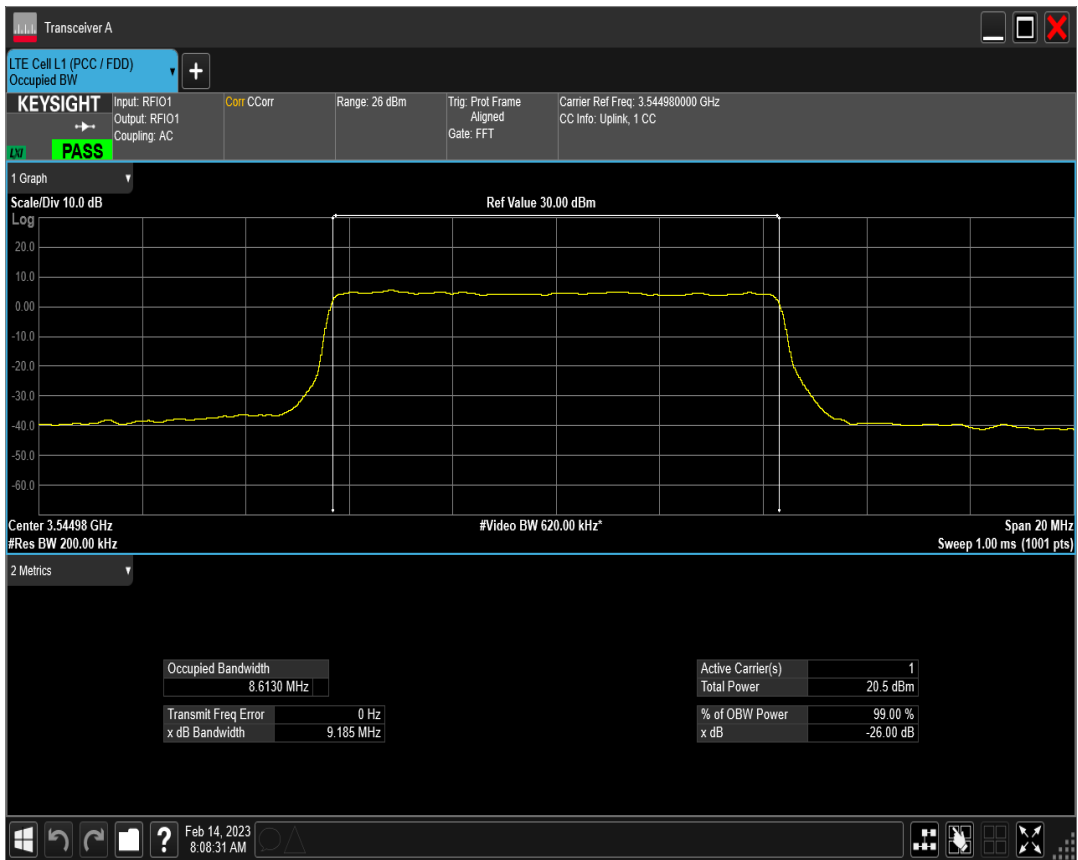 Transceiver A
LTE Cell L1 (PCC / FDD)
Occupied BW
KEYSIGHT
LXI
PASS
Input: RFIO1
Output: RFIO1
Coupling: AC
Corr CCorr
Range: 26 dBm
Trig: Prot Frame
Aligned
Gate: FFT
Carrier Ref Freq: 3.544980000 GHz
CC Info: Uplink, 1 CC
1 Graph
Scale/Div 10.0 dB
Ref Value 30.00 dBm
Log
20.0
10.0
0.00
-10.0
-20.0
-30.0
-40.0
-50.0
-60.0
Center 3.54498 GHz
#Video BW 620.00 kHz*
Span 20 MHz
#Res BW 200.00 kHz
Sweep 1.00 ms (1001 pts)
2 Metrics
Occupied Bandwidth
8.6130 MHz
Transmit Freq Error 0 Hz
x dB Bandwidth 9.185 MHz
Active Carrier(s) 1
Total Power 20.5 dBm
% of OBW Power 99.00 %
x dB -26.00 dB
?
Feb 14, 2023
8:08:31 AM